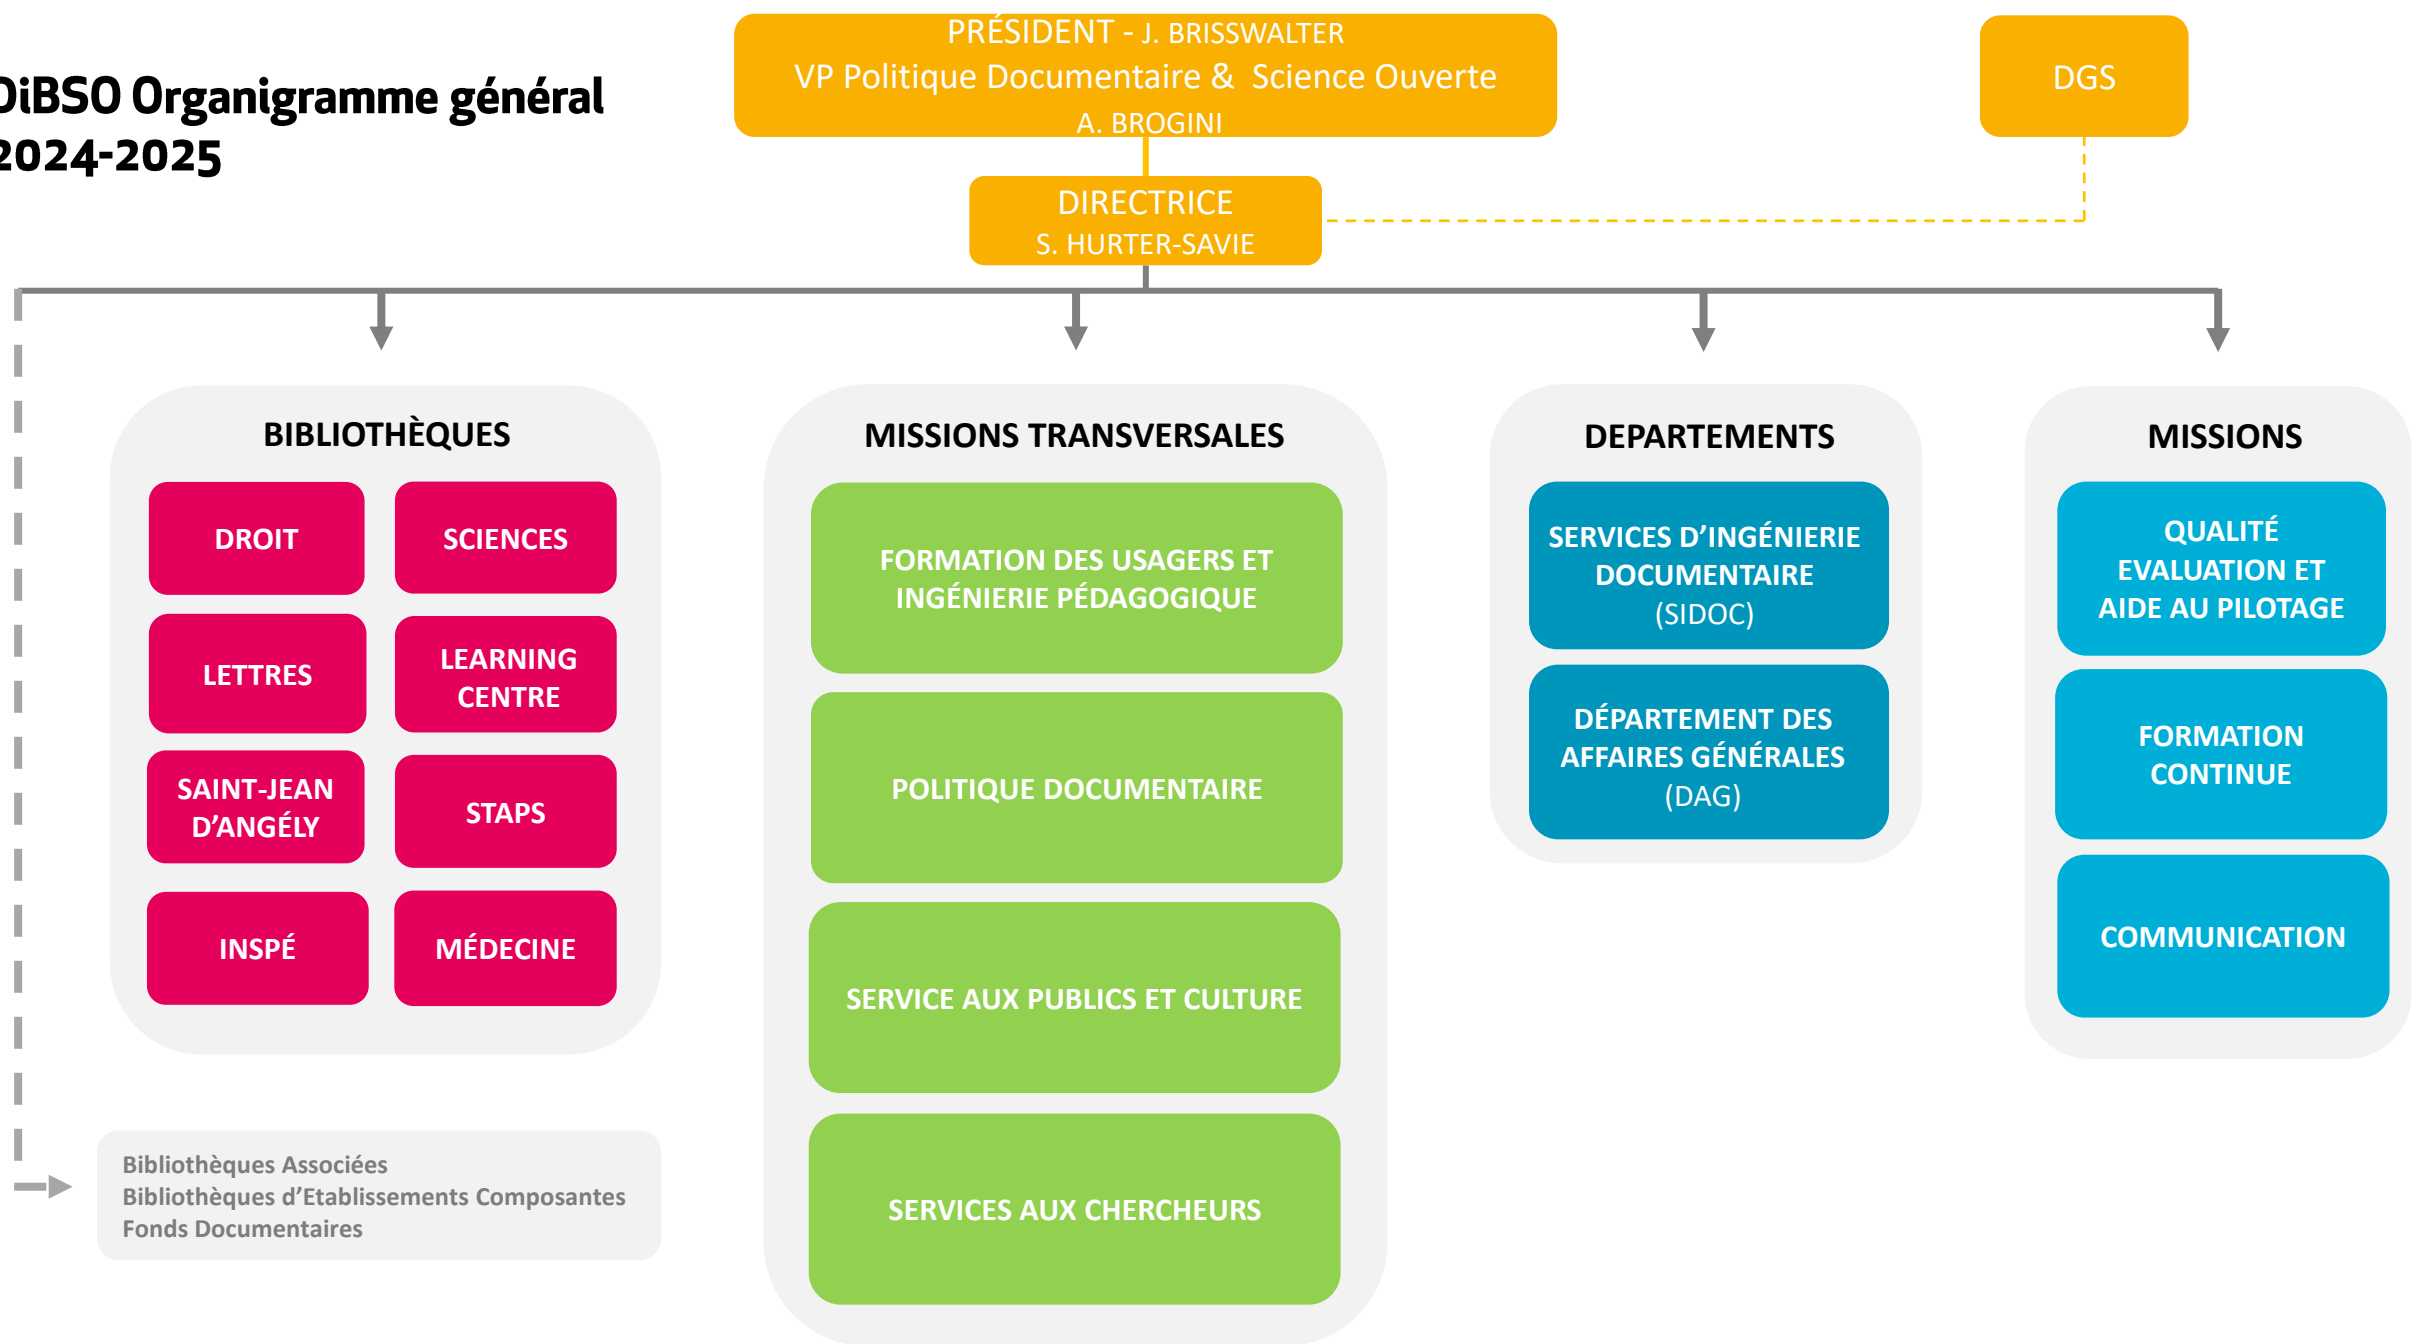 DiBSO Organigramme général
2024-2025
PRÉSIDENT - J. BRISSWALTER
VP Politique Documentaire & Science Ouverte
A. BROGINI
DGS
DIRECTRICE
S. HURTER-SAVIE
BIBLIOTHÈQUES
DROIT
SCIENCES
LETTRES
LEARNING
CENTRE
SAINT-JEAN
D’ANGÉLY
STAPS
INSPÉ
MÉDECINE
Bibliothèques Associées
Bibliothèques d’Etablissements Composantes
Fonds Documentaires
MISSIONS TRANSVERSALES
FORMATION DES USAGERS ET
INGÉNIERIE PÉDAGOGIQUE
POLITIQUE DOCUMENTAIRE
SERVICE AUX PUBLICS ET CULTURE
SERVICES AUX CHERCHEURS
DEPARTEMENTS
SERVICES D’INGÉNIERIE
DOCUMENTAIRE
(SIDOC)
DÉPARTEMENT DES
AFFAIRES GÉNÉRALES
(DAG)
MISSIONS
QUALITÉ
EVALUATION ET
AIDE AU PILOTAGE
FORMATION
CONTINUE
COMMUNICATION